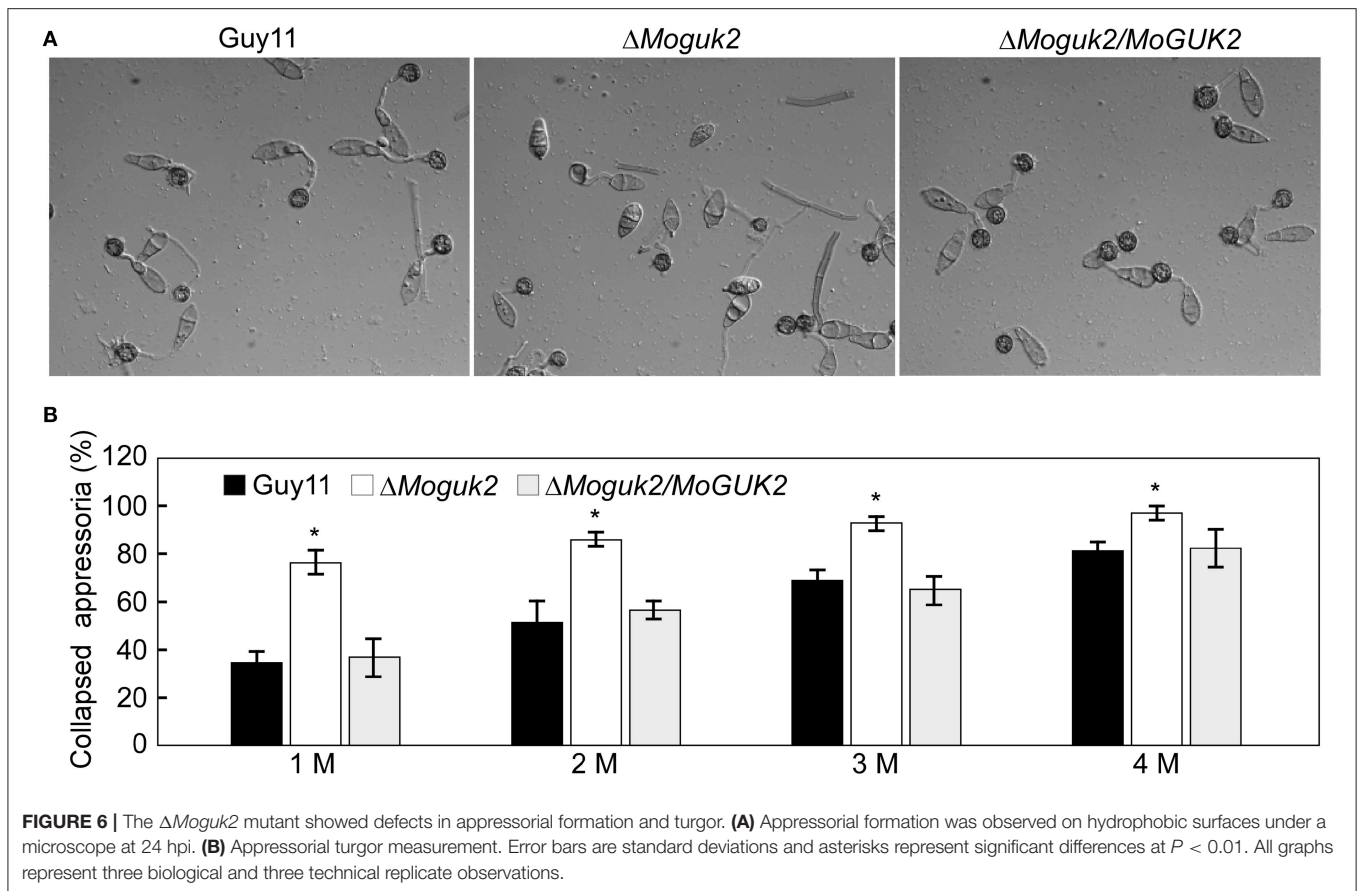 A
Guy11 ΔMoguk2 ΔMoguk2/MoGUK2
B
Collapsed appressoria (%)
120
100
80
60
40
20
0
Guy11 ΔMoguk2 ΔMoguk2/MoGUK2
* * * *
1 M 2 M 3 M 4 M
FIGURE 6 | The ΔMoguk2 mutant showed defects in appressorial formation and turgor. (A) Appressorial formation was observed on hydrophobic surfaces under a
microscope at 24 hpi. (B) Appressorial turgor measurement. Error bars are standard deviations and asterisks represent significant differences at P < 0.01. All graphs
represent three biological and three technical replicate observations.